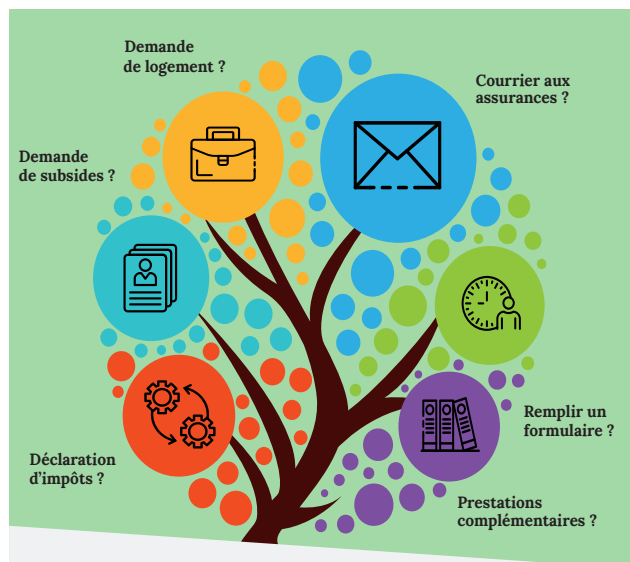 Demande
de logement ?
Courrier aux
assurances ?
Demande
de subsides ?
Remplir un
formulaire ?
Déclaration
d'impôts ?
Prestations
complémentaires ?